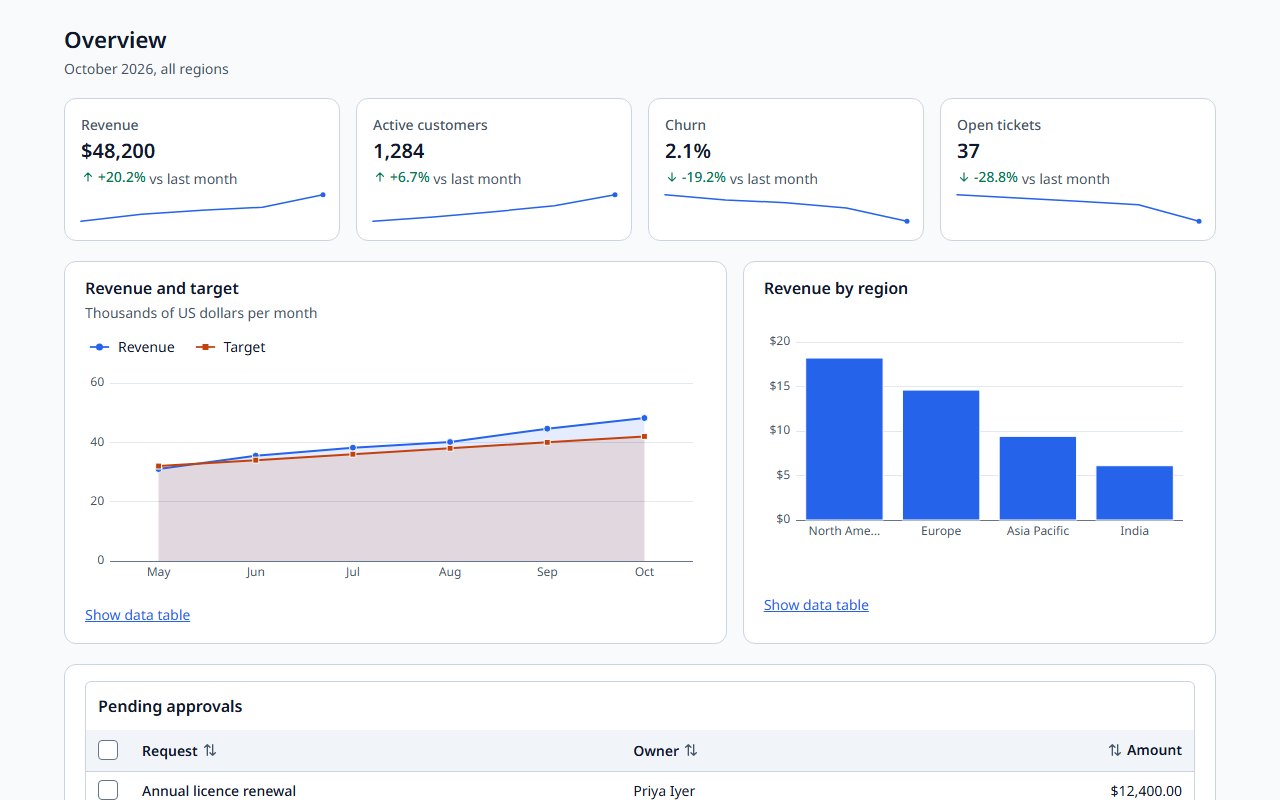 Overview
October 2026, all regions
Revenue
$48,200
↑ +20.2% vs last month
Active customers
1,284
↑ +6.7% vs last month
Churn
2.1%
↓ -19.2% vs last month
Open tickets
37
↓ -28.8% vs last month
Revenue and target
Thousands of US dollars per month
Revenue Target
60
40
20
0
May Jun Jul Aug Sep Oct
Show data table
Revenue by region
$20
$15
$10
$5
$0
North Ame... Europe Asia Pacific India
Show data table
Pending approvals
Request Owner Amount
Annual licence renewal Priya Iyer $12,400.00